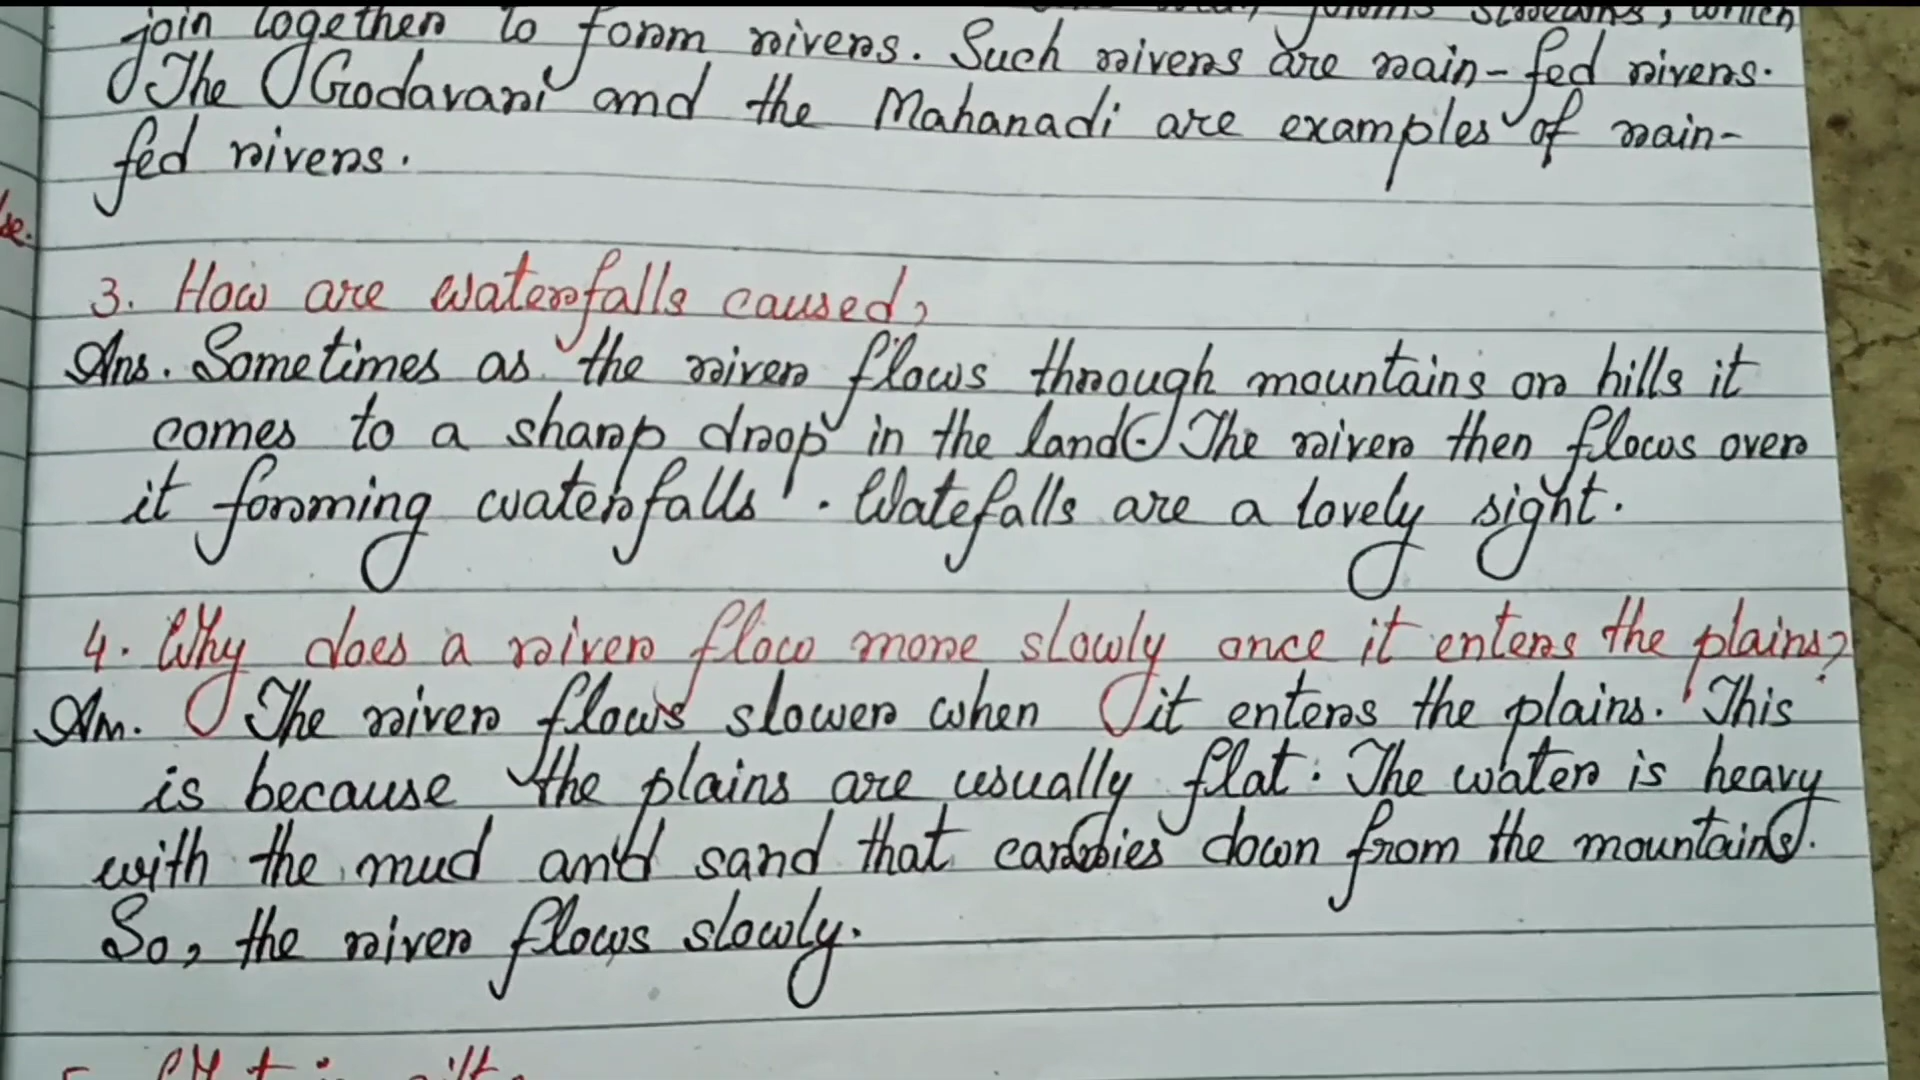 streams, which
join together to form rivers. Such rivers are rain-fed rivers.
The Godavari and the Mahanadi are examples of rain-
fed rivers.
3. How are waterfalls caused?
Ans. Sometimes as the river flows through mountains or hills it
comes to a sharp drop in the land. The river then flows over
it forming waterfalls. Watefalls are a lovely sight.
4. Why does a river flow more slowly once it enters the plains?
Ans. The river flows slower when it enters the plains. This
is because the plains are usually flat. The water is heavy
with the mud and sand that carries down from the mountains.
So, the river flows slowly.